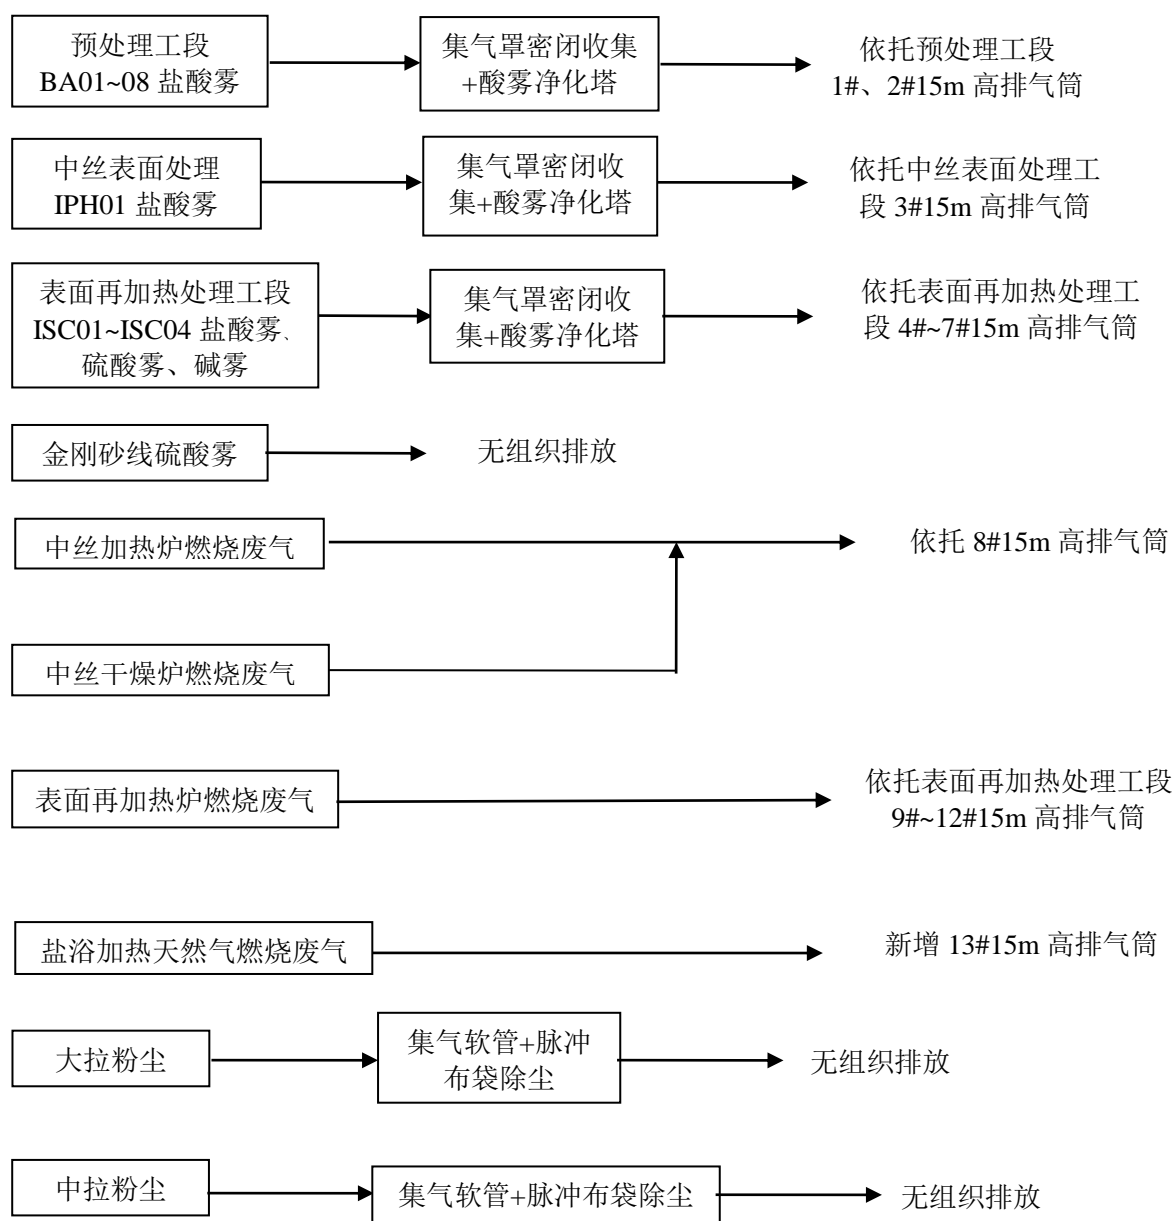 预处理工段
BA01~08 盐酸雾
集气罩密闭收集
+酸雾净化塔
依托预处理工段
1#、2#15m 高排气筒
中丝表面处理
IPH01 盐酸雾
集气罩密闭收
集+酸雾净化塔
依托中丝表面处理工
段 3#15m 高排气筒
表面再加热处理工段
ISC01~ISC04 盐酸雾、
硫酸雾、碱雾
集气罩密闭收
集+酸雾净化塔
依托表面再加热处理工
段 4#~7#15m 高排气筒
金刚砂线硫酸雾
无组织排放
中丝加热炉燃烧废气
依托 8#15m 高排气筒
中丝干燥炉燃烧废气
表面再加热炉燃烧废气
依托表面再加热处理工段
9#~12#15m 高排气筒
盐浴加热天然气燃烧废气
新增 13#15m 高排气筒
大拉粉尘
集气软管+脉冲
布袋除尘
无组织排放
中拉粉尘
集气软管+脉冲布袋除尘
无组织排放